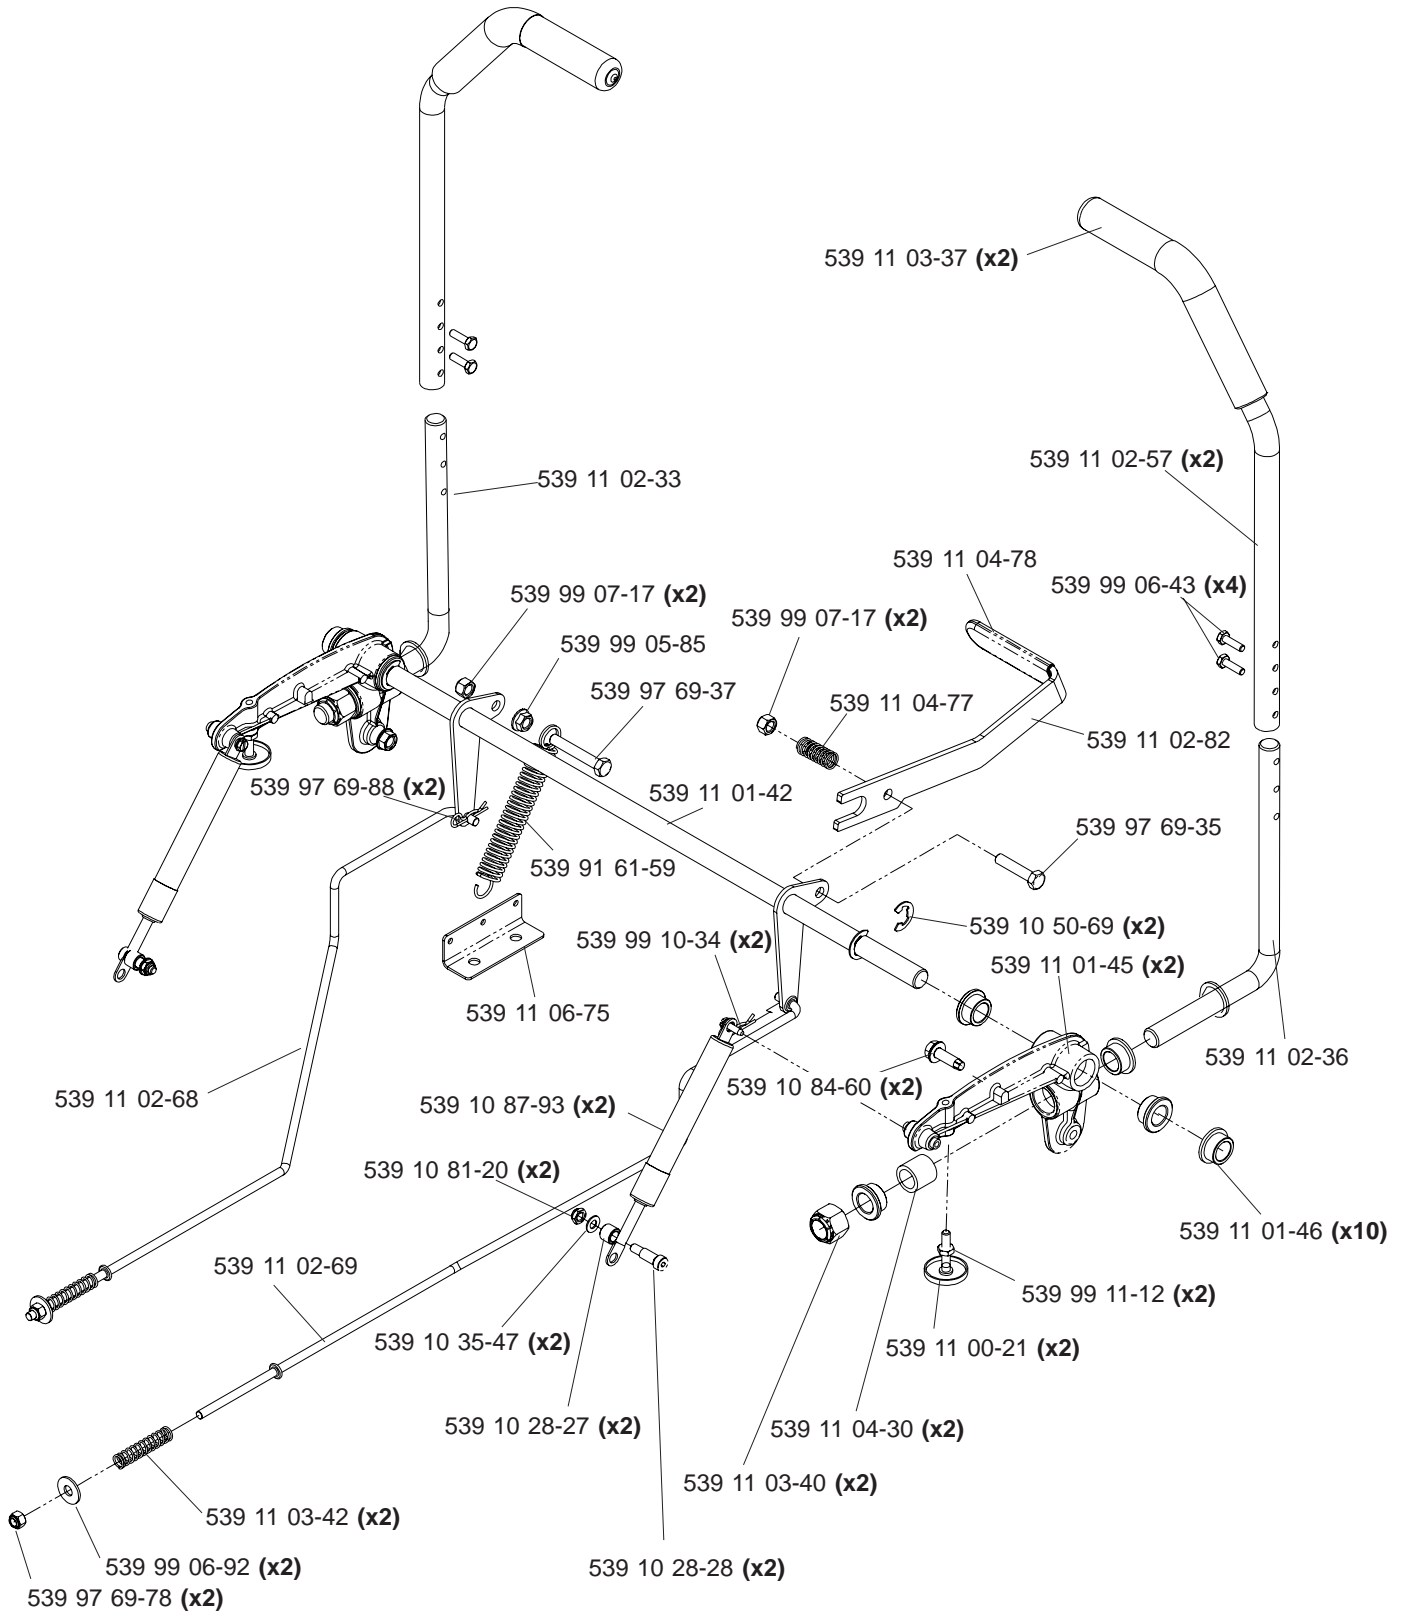 539 11 03-37 (x2)
539 11 02-57 (x2)
539 11 02-33
539 11 04-78
539 99 06-43 (x4)
539 99 07-17 (x2)
539 99 07-17 (x2)
539 99 05-85
539 97 69-37
539 11 04-77
539 11 02-82
539 97 69-88 (x2)
539 11 01-42
539 97 69-35
539 91 61-59
539 10 50-69 (x2)
539 99 10-34 (x2)
539 11 01-45 (x2)
539 11 06-75
539 11 02-36
539 11 02-68
539 10 84-60 (x2)
539 10 87-93 (x2)
539 10 81-20 (x2)
539 11 01-46 (x10)
539 11 02-69
539 99 11-12 (x2)
539 10 35-47 (x2)
539 11 00-21 (x2)
539 10 28-27 (x2)
539 11 04-30 (x2)
539 11 03-40 (x2)
539 11 03-42 (x2)
539 99 06-92 (x2)
539 10 28-28 (x2)
539 97 69-78 (x2)